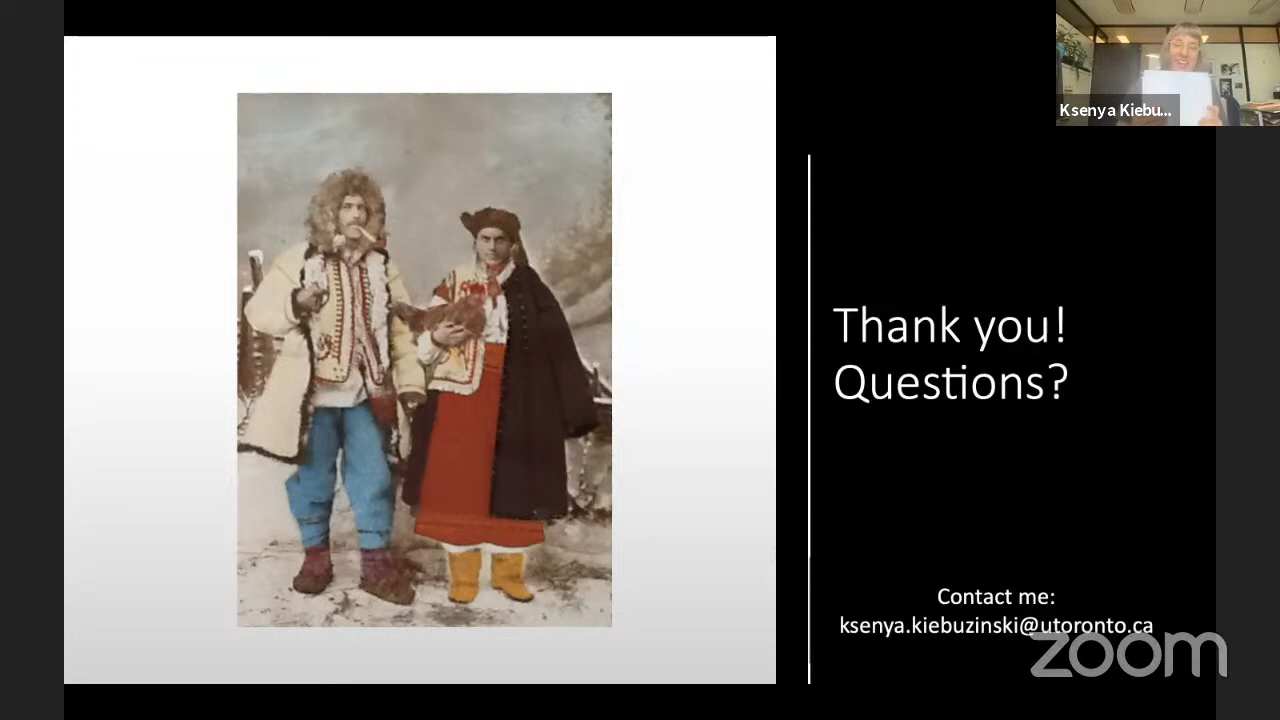 Ksenya Kiebu...
Thank you!
Questions?
Contact me:
ksenya.kiebuzinski@utoronto.ca
zoom